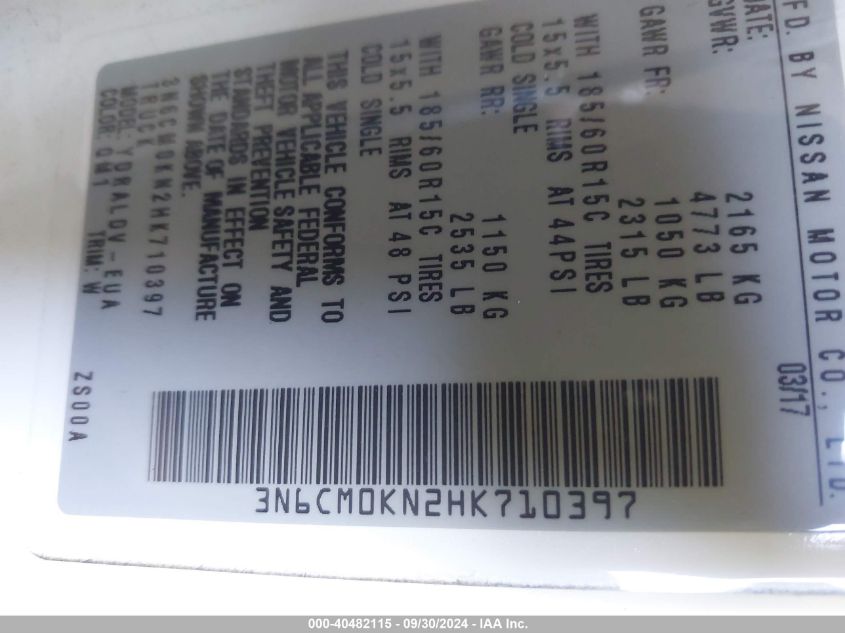 MFD. BY NISSAN MOTOR CO., LTD.
DATE: 03/17
GVWR: 2165 KG
4773 LB
GAWR FR: 1050 KG
2315 LB
WITH 185/60R15C TIRES
15x5.5 RIMS AT 44PSI
COLD SINGLE
GAWR RR: 1150 KG
2535 LB
WITH 185/60R15C TIRES
15x5.5 RIMS AT 48 PSI
COLD SINGLE
THIS VEHICLE CONFORMS TO
ALL APPLICABLE FEDERAL
MOTOR VEHICLE SAFETY AND
THEFT PREVENTION
STANDARDS IN EFFECT ON
THE DATE OF MANUFACTURE
SHOWN ABOVE.
3N6CM0KN2HK710397
TRUCK
MODEL: YDRALDV-EUA
COLOR: QM1 TRIM: W ZS00A
3N6CM0KN2HK710397
000-40482115 - 09/30/2024 - IAA Inc.